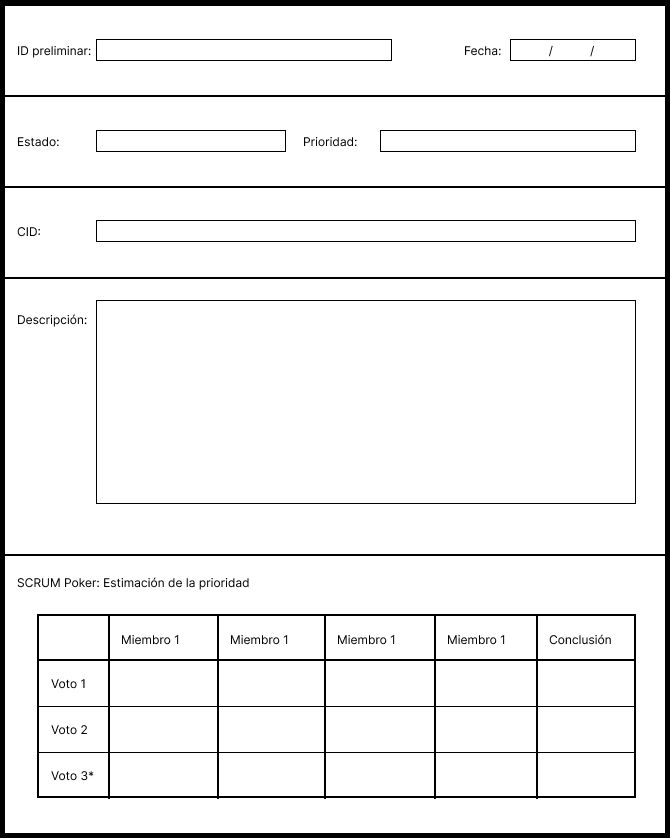 ID preliminar: Fecha: / /
Estado: Prioridad:
CID:
Descripción:
SCRUM Poker: Estimación de la prioridad
Miembro 1 Miembro 1 Miembro 1 Miembro 1 Conclusión
Voto 1
Voto 2
Voto 3*